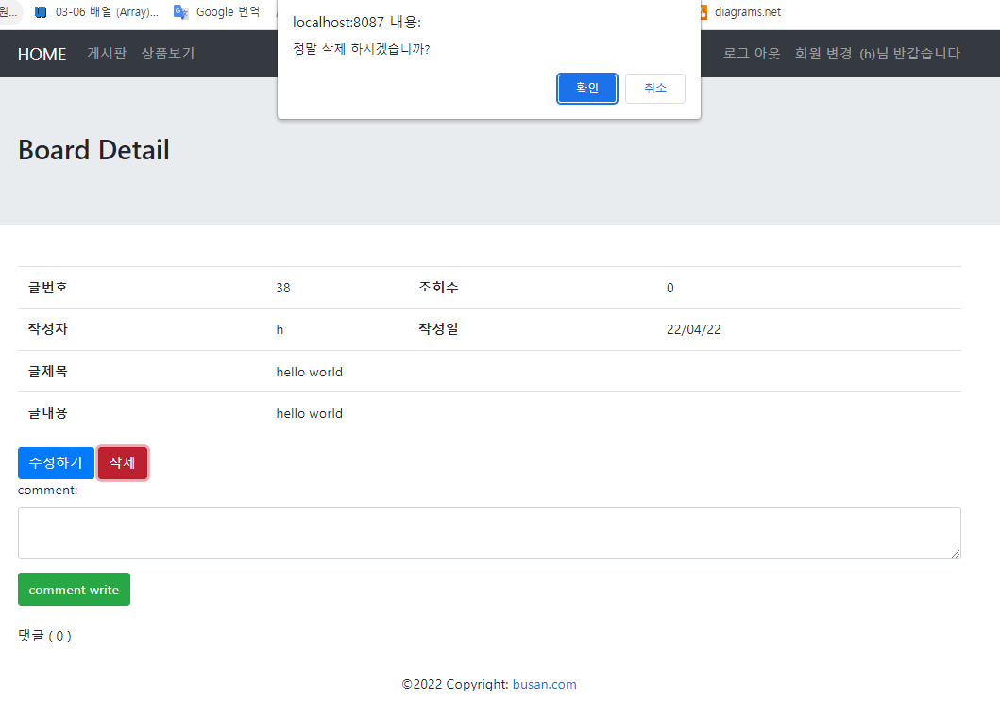 원... 03-06 배열 (Array)... Google 번역 diagrams.net
localhost:8087 내용:
정말 삭제 하시겠습니까?
확인 취소
HOME 게시판 상품보기 로그 아웃 회원 변경 (h)님 반갑습니다
Board Detail
글번호 38 조회수 0
작성자 h 작성일 22/04/22
글제목 hello world
글내용 hello world
수정하기 삭제
comment:
comment write
댓글 ( 0 )
©2022 Copyright: busan.com